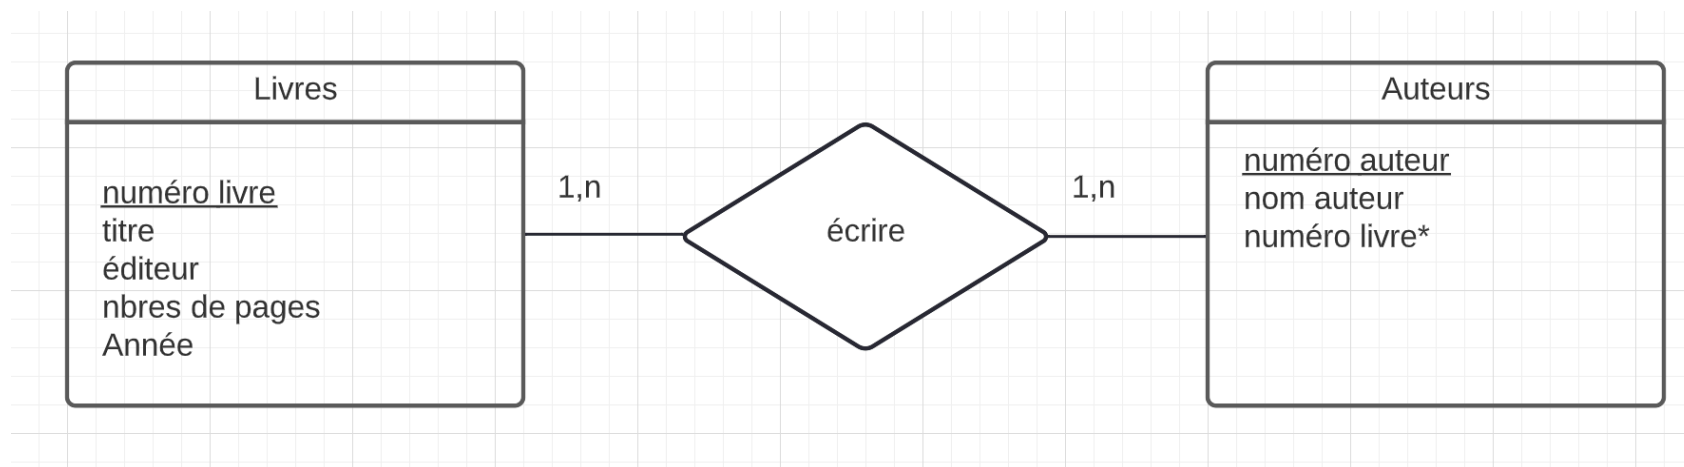 Livres
numéro livre
titre
éditeur
nbres de pages
Année
1,n
écrire
1,n
Auteurs
numéro auteur
nom auteur
numéro livre*